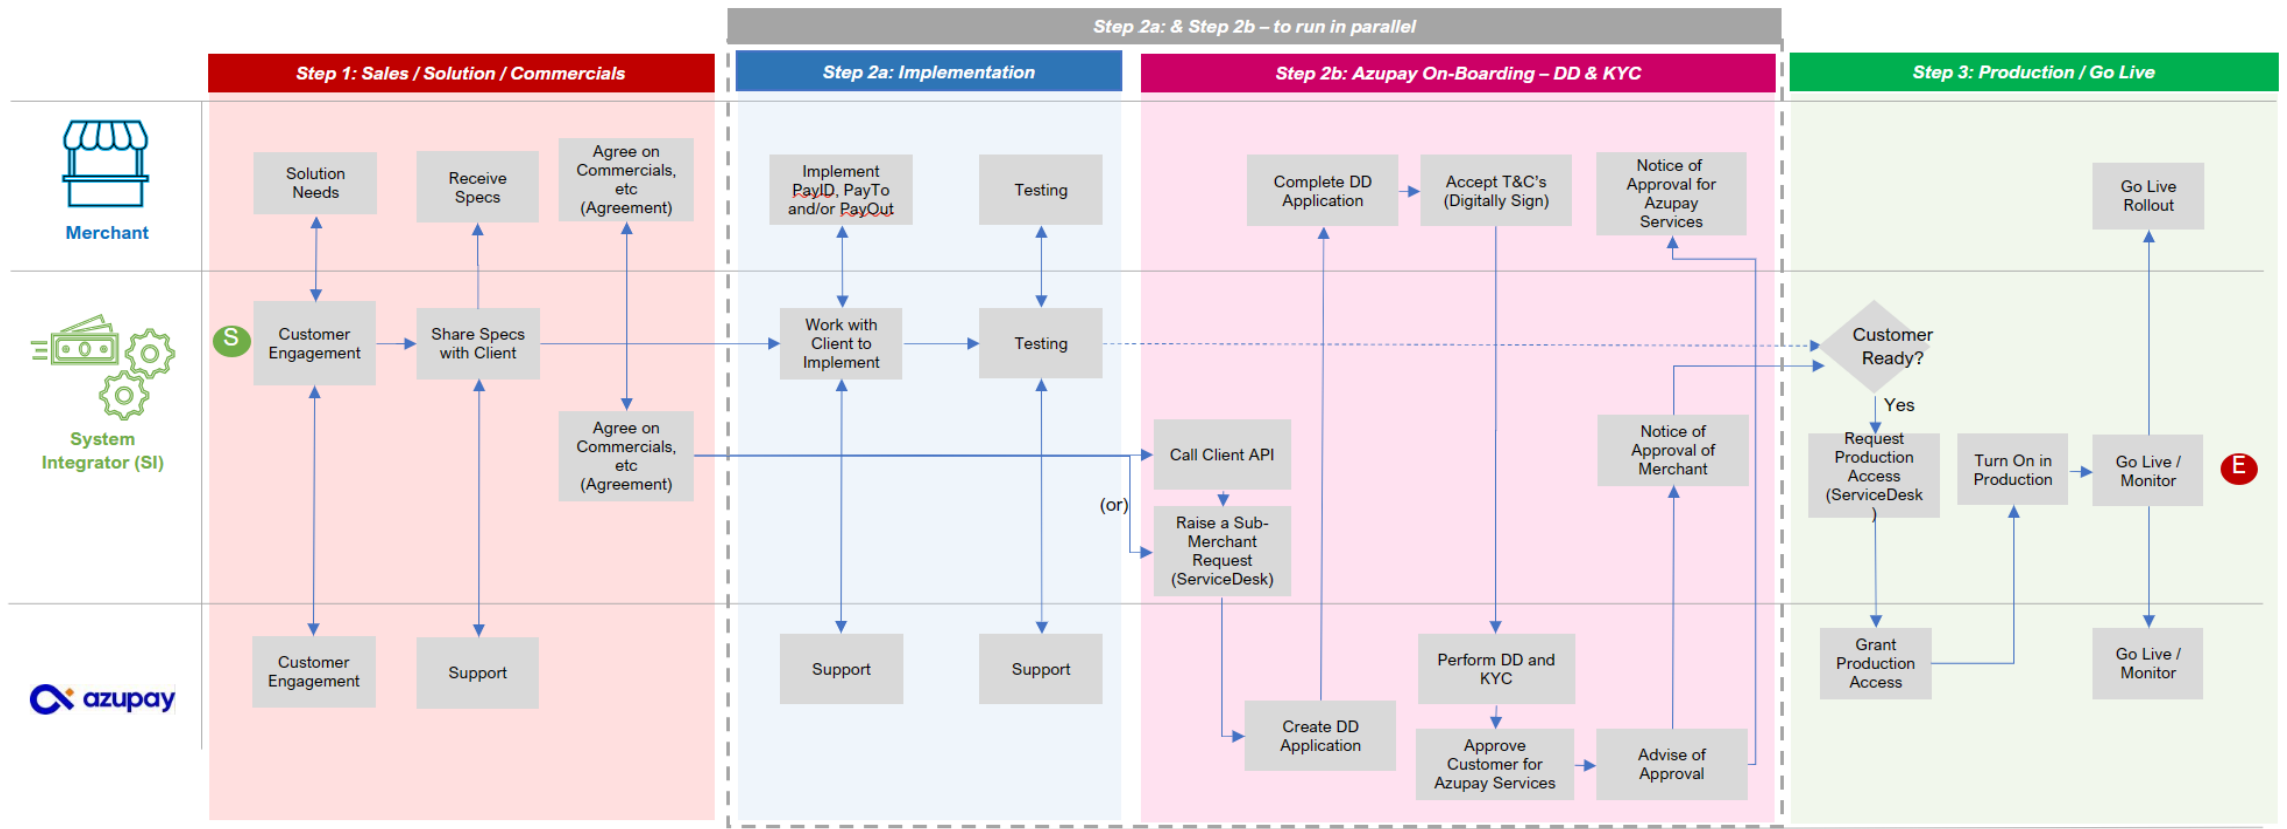 Step 2a: & Step 2b – to run in parallel
Step 1: Sales / Solution / Commercials
Step 2a: Implementation
Step 2b: Azupay On-Boarding – DD & KYC
Step 3: Production / Go Live
Merchant
Solution
Needs
Receive
Specs
Agree on
Commercials,
etc
(Agreement)
Implement
PayID, PayTo
and/or PayOut
Testing
Complete DD
Application
Accept T&C's
(Digitally Sign)
Notice of
Approval for
Azupay
Services
Go Live
Rollout
System
Integrator (SI)
S
Customer
Engagement
Share Specs
with Client
Agree on
Commercials,
etc
(Agreement)
Work with
Client to
Implement
Testing
Call Client API
(or)
Raise a Sub-
Merchant
Request
(ServiceDesk)
Notice of
Approval of
Merchant
Customer
Ready?
Yes
Request
Production
Access
(ServiceDesk
)
Turn On in
Production
Go Live /
Monitor
E
azupay
Customer
Engagement
Support
Support
Support
Create DD
Application
Perform DD and
KYC
Approve
Customer for
Azupay Services
Advise of
Approval
Grant
Production
Access
Go Live /
Monitor